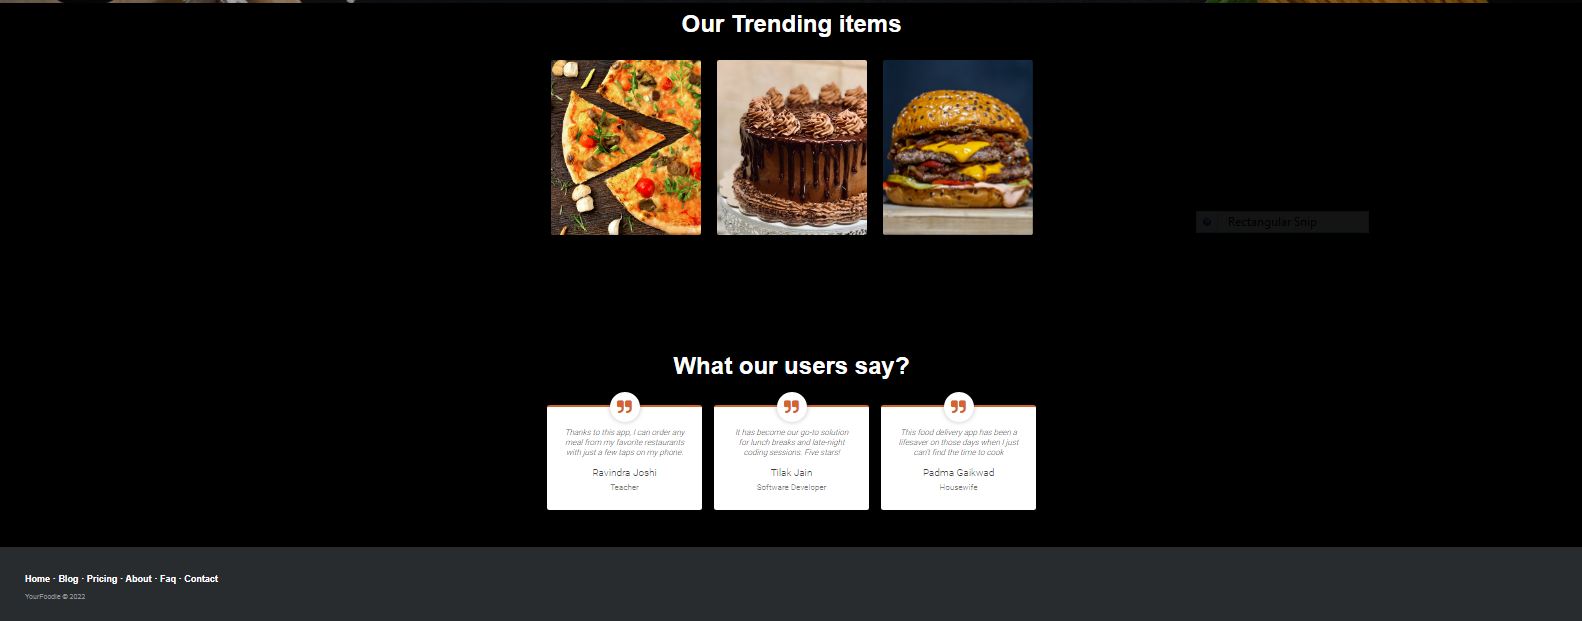 Our Trending items
Rectangular Snip
What our users say?
Thanks to this app, I can order any
meal from my favorite restaurants
with just a few taps on my phone.
Ravindra Joshi
Teacher
It has become our go-to solution
for lunch breaks and late-night
coding sessions. Five stars!
Tilak Jain
Software Developer
This food delivery app has been a
lifesaver on those days when I just
can't find the time to cook
Padma Gaikwad
Housewife
Home · Blog · Pricing · About · Faq · Contact
YourFoodie © 2022